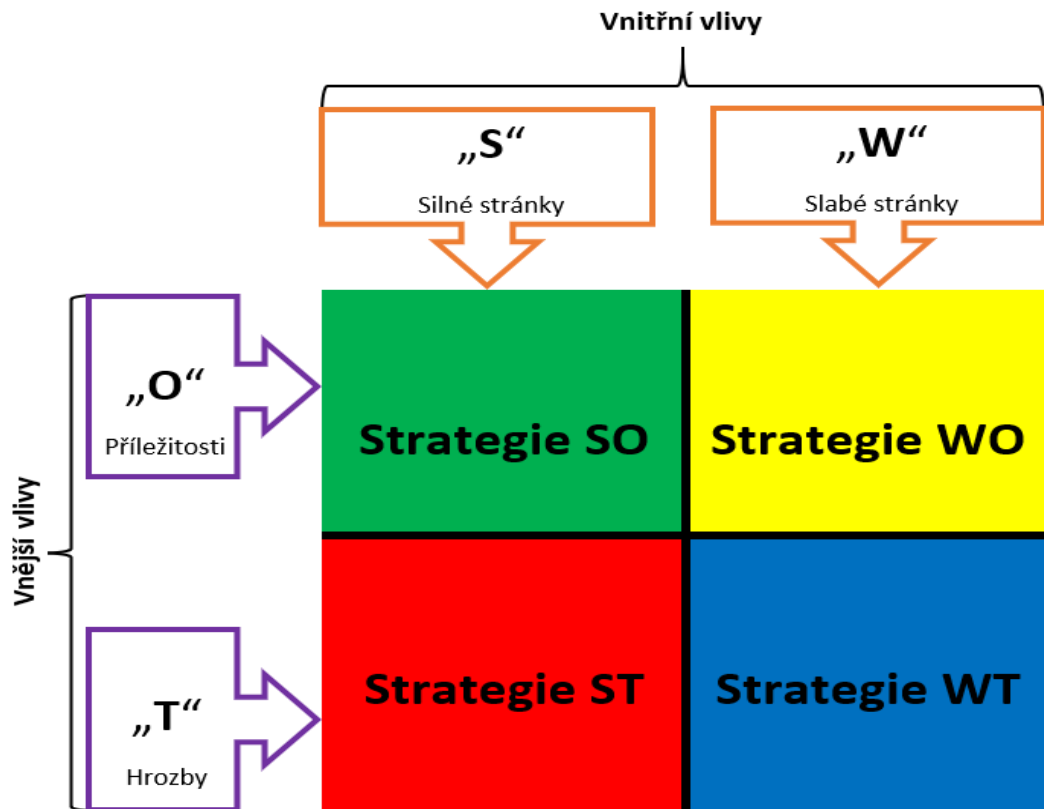 Vnitřní vlivy
„S“
Silné stránky
„W“
Slabé stránky
Vnější vlivy
„O“
Příležitosti
Strategie SO
Strategie WO
„T“
Hrozby
Strategie ST
Strategie WT